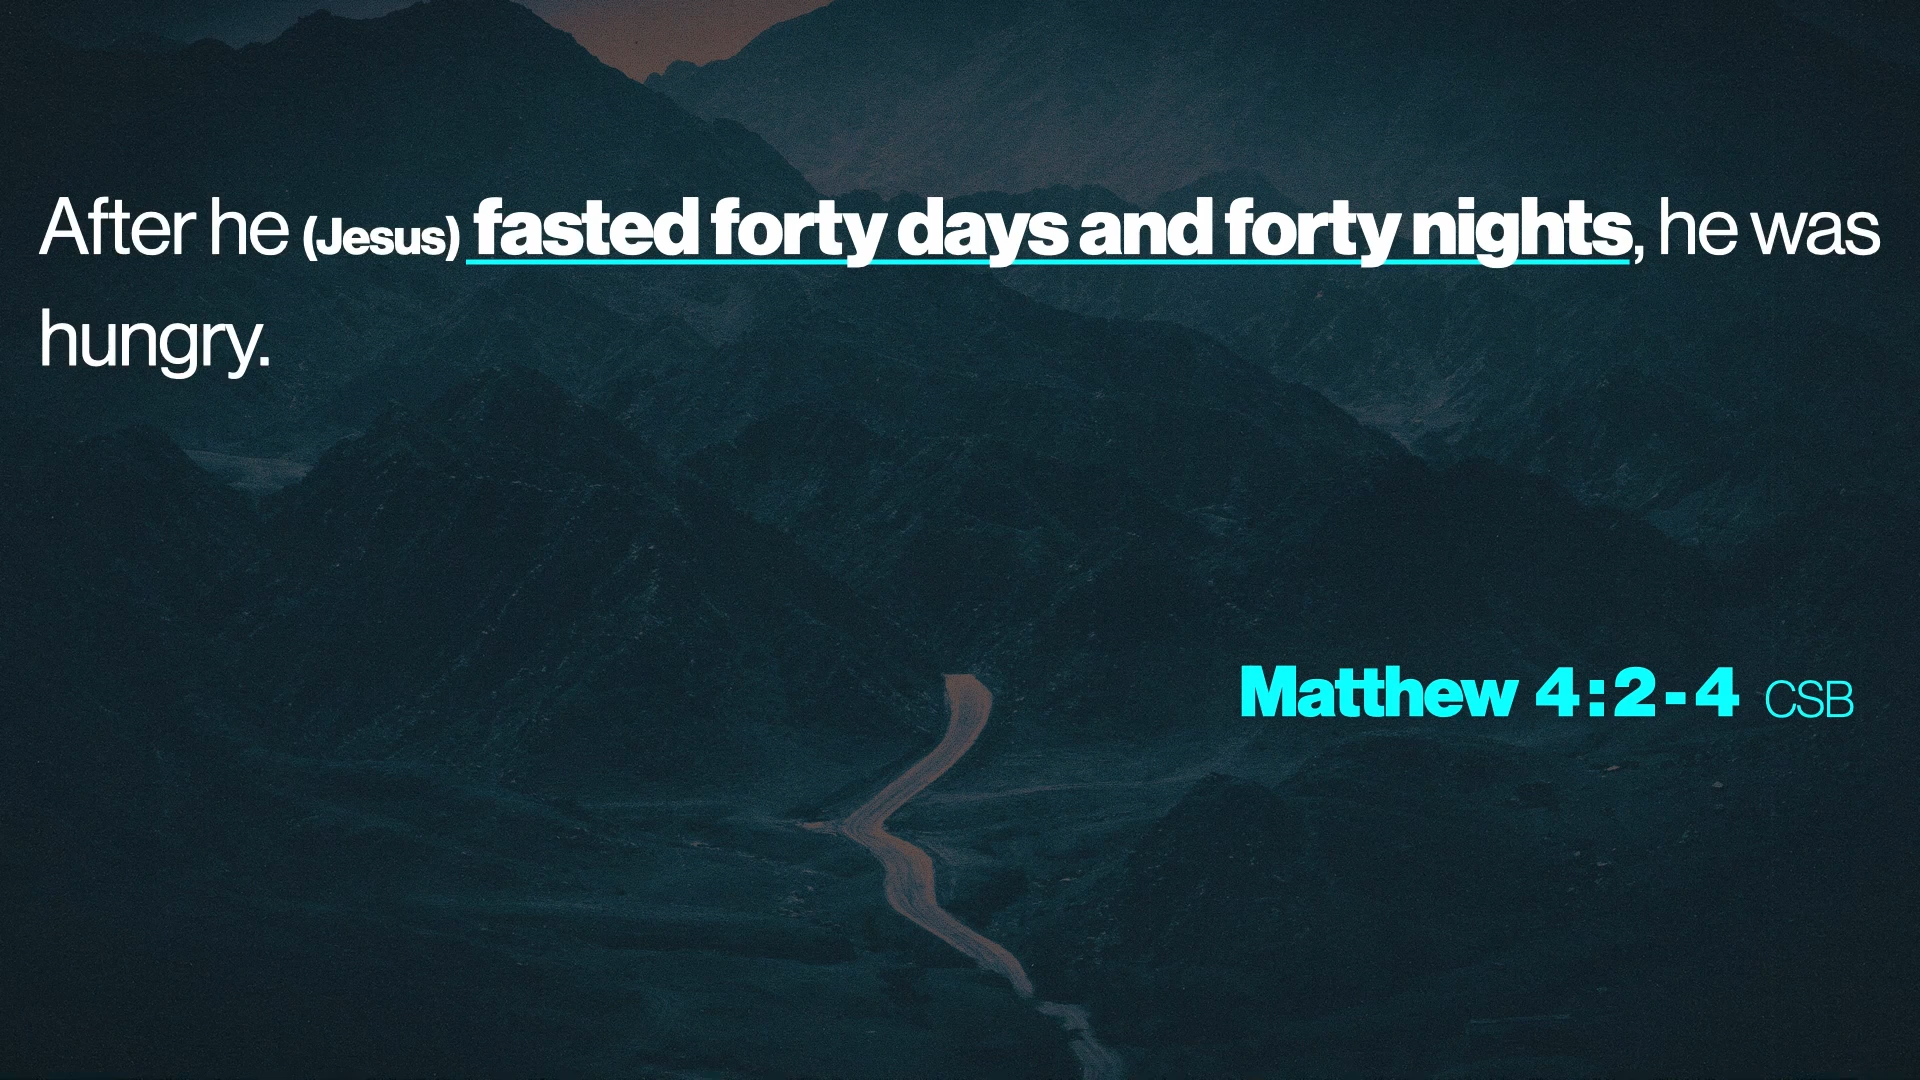 After he (Jesus) fasted forty days and forty nights, he was
hungry.
Matthew 4:2-4 CSB